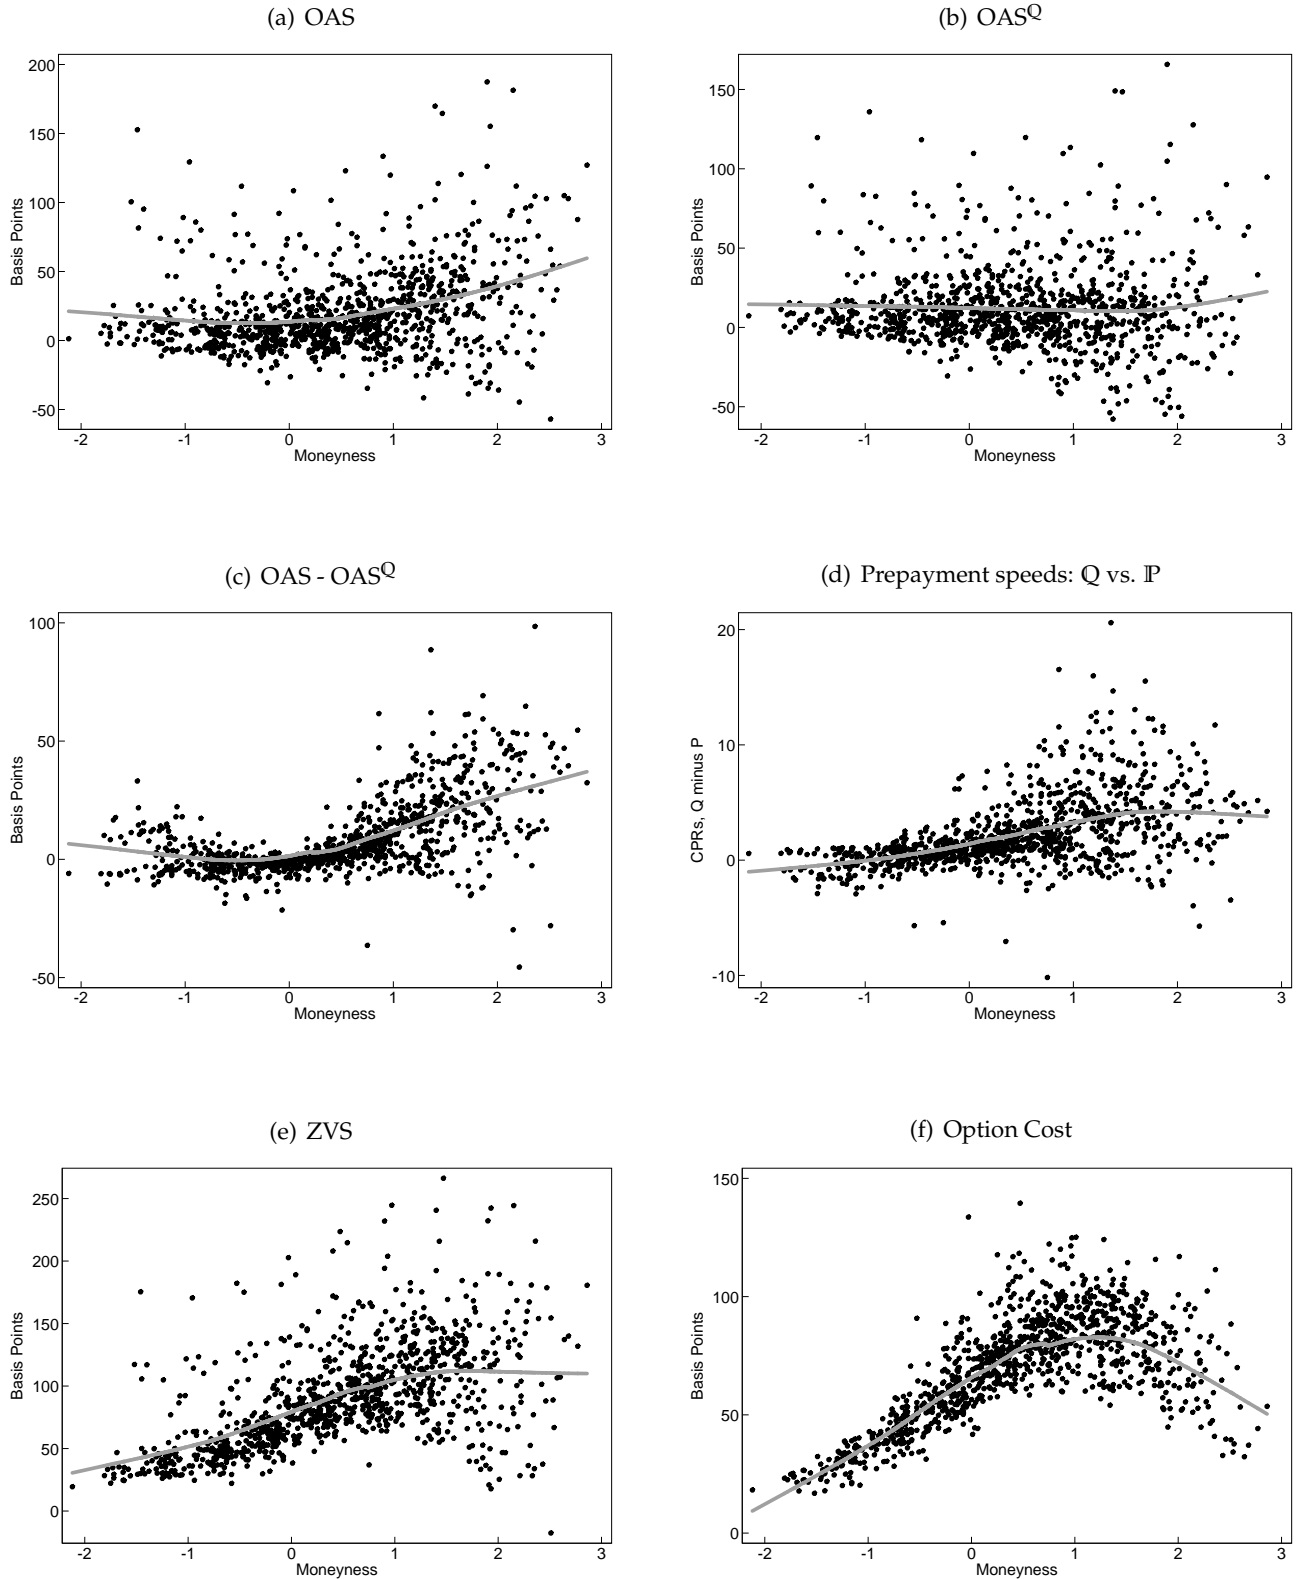 (a) OAS
200
150
100
50
0
-50
Basis Points
-2 -1 0 1 2 3
Moneyness
(b) OAS^ℚ
150
100
50
0
-50
Basis Points
-2 -1 0 1 2 3
Moneyness
(c) OAS - OAS^ℚ
100
50
0
-50
Basis Points
-2 -1 0 1 2 3
Moneyness
(d) Prepayment speeds: ℚ vs. ℙ
20
10
0
-10
CPRs, Q minus P
-2 -1 0 1 2 3
Moneyness
(e) ZVS
250
200
150
100
50
0
Basis Points
-2 -1 0 1 2 3
Moneyness
(f) Option Cost
150
100
50
0
Basis Points
-2 -1 0 1 2 3
Moneyness